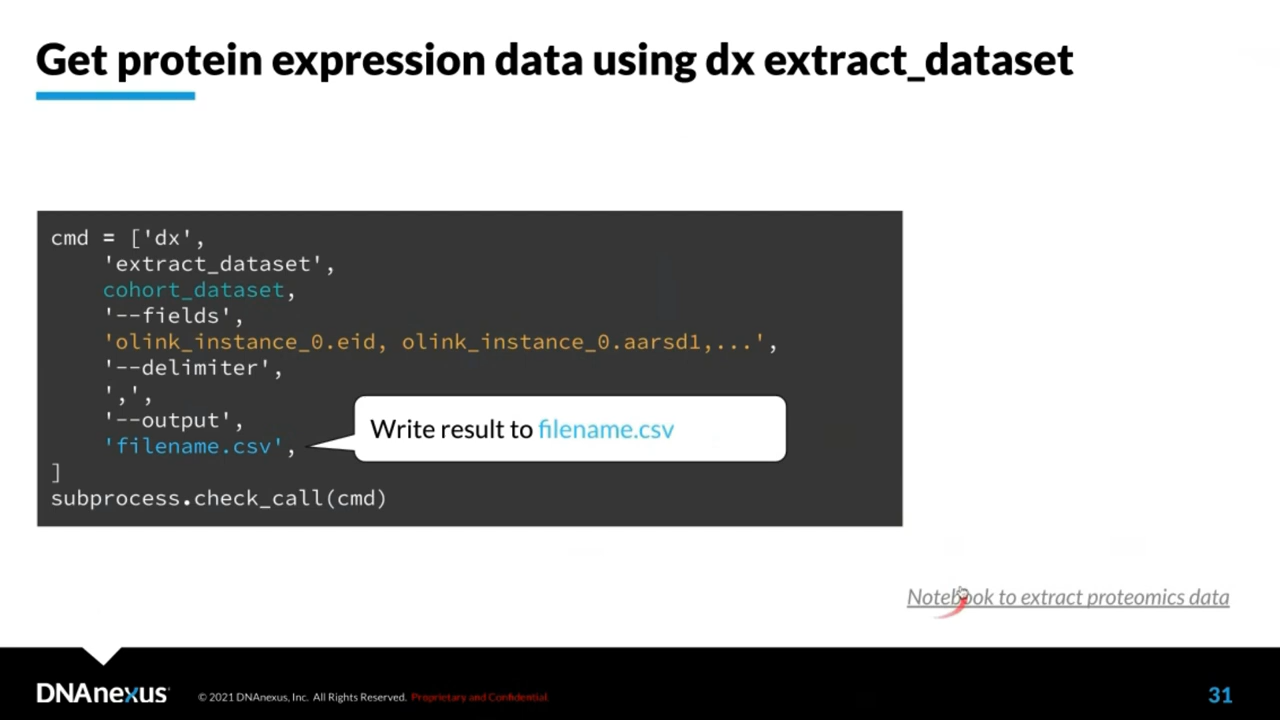 Get protein expression data using dx extract_dataset
cmd = ['dx',
'extract_dataset',
cohort_dataset,
'--fields',
'olink_instance_0.eid, olink_instance_0.aarsd1,...',
'--delimiter',
',',
'--output',
'filename.csv',
]
subprocess.check_call(cmd)
Write result to filename.csv
Notebook to extract proteomics data
DNAnexus
© 2021 DNAnexus, Inc. All Rights Reserved. Proprietary and Confidential
31